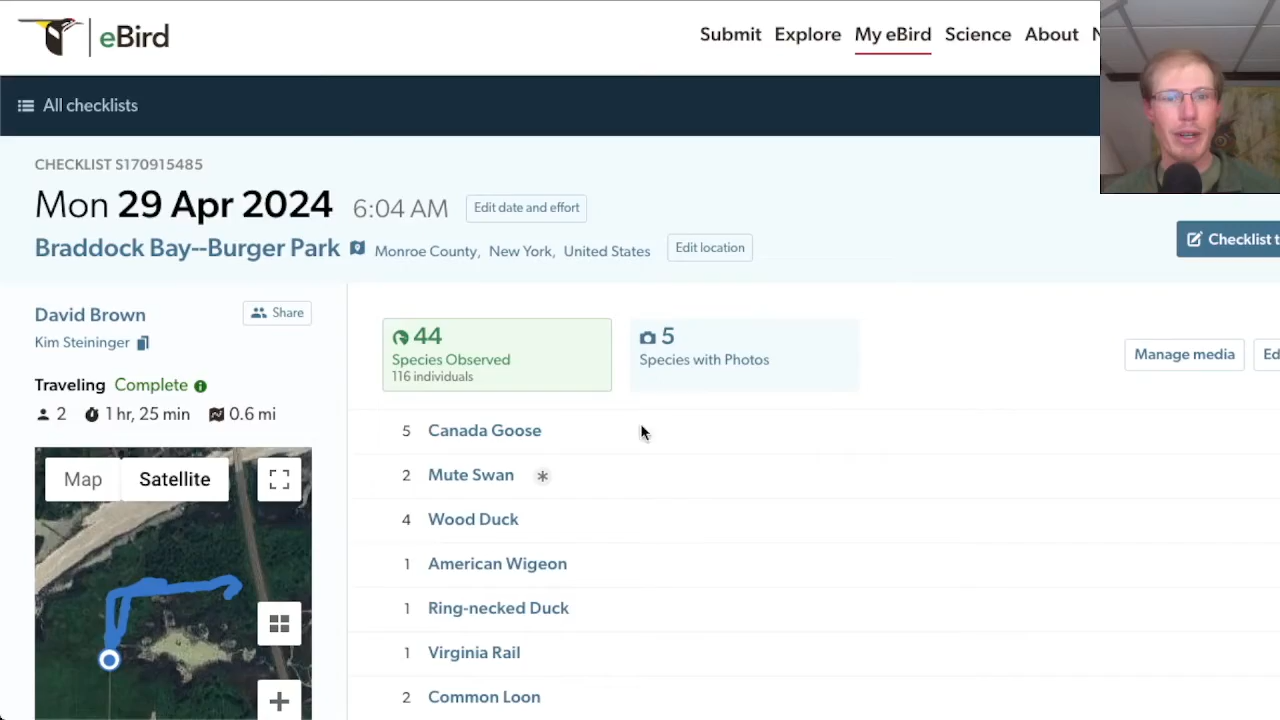 eBird
Submit Explore My eBird Science About
All checklists
CHECKLIST S170915485
Mon 29 Apr 2024 6:04 AM Edit date and effort
Braddock Bay--Burger Park Monroe County, New York, United States Edit location
Checklist t
David Brown Share
Kim Steininger
Traveling Complete
2 1 hr, 25 min 0.6 mi
Map Satellite
44
Species Observed
116 individuals
5
Species with Photos
Manage media Ed
5 Canada Goose
2 Mute Swan *
4 Wood Duck
1 American Wigeon
1 Ring-necked Duck
1 Virginia Rail
2 Common Loon